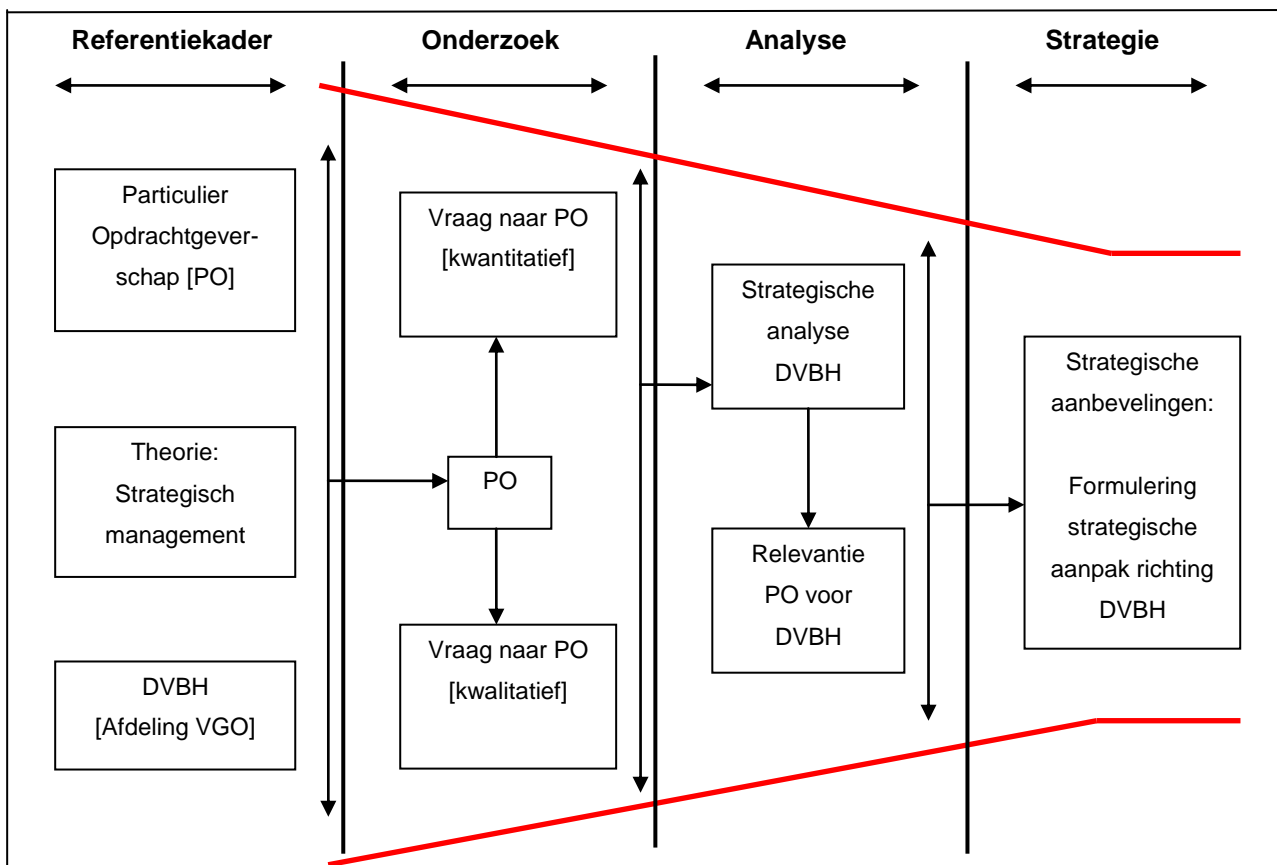 Referentiekader
Onderzoek
Analyse
Strategie
Particulier
Opdrachtgever-
schap [PO]
Theorie:
Strategisch
management
DVBH
[Afdeling VGO]
Vraag naar PO
[kwantitatief]
PO
Vraag naar PO
[kwalitatief]
Strategische
analyse
DVBH
Relevantie
PO voor
DVBH
Strategische
aanbevelingen:
Formulering
strategische
aanpak richting
DVBH